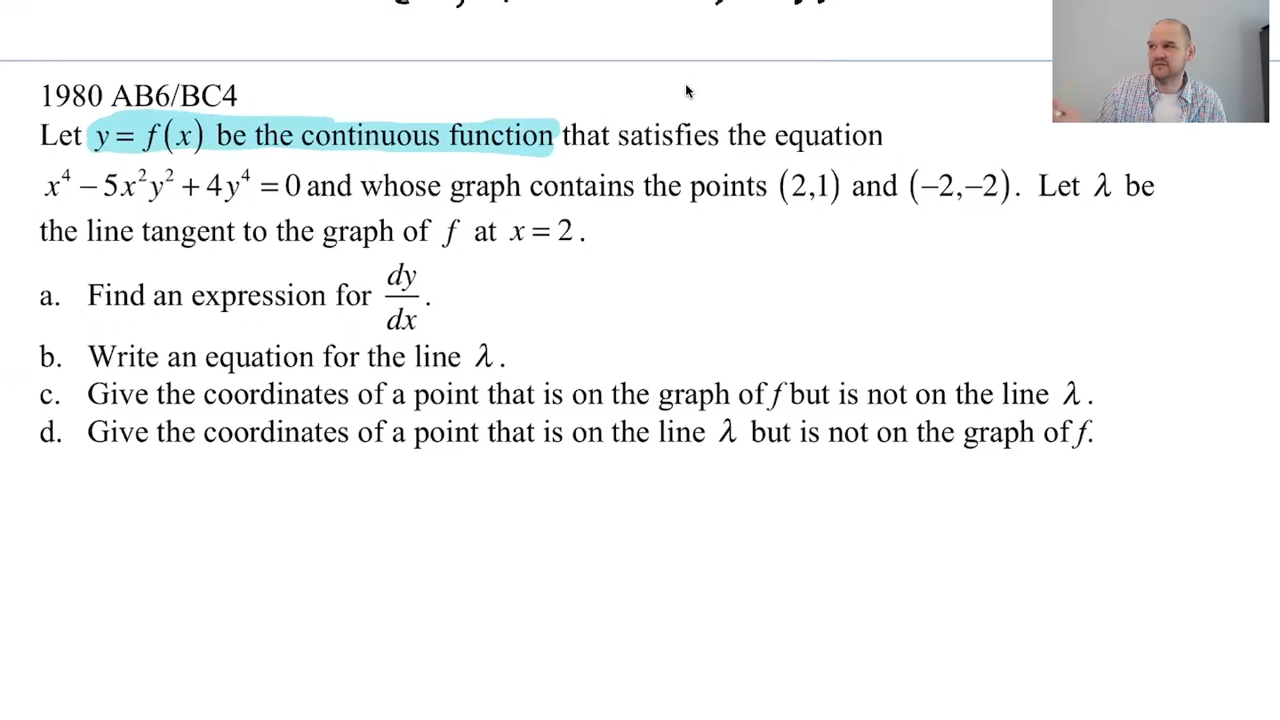 1980 AB6/BC4
Let y = f(x) be the continuous function that satisfies the equation
x⁴ − 5x²y² + 4y⁴ = 0 and whose graph contains the points (2,1) and (−2,−2). Let λ be
the line tangent to the graph of f at x = 2.
a. Find an expression for dy/dx.
b. Write an equation for the line λ.
c. Give the coordinates of a point that is on the graph of f but is not on the line λ.
d. Give the coordinates of a point that is on the line λ but is not on the graph of f.